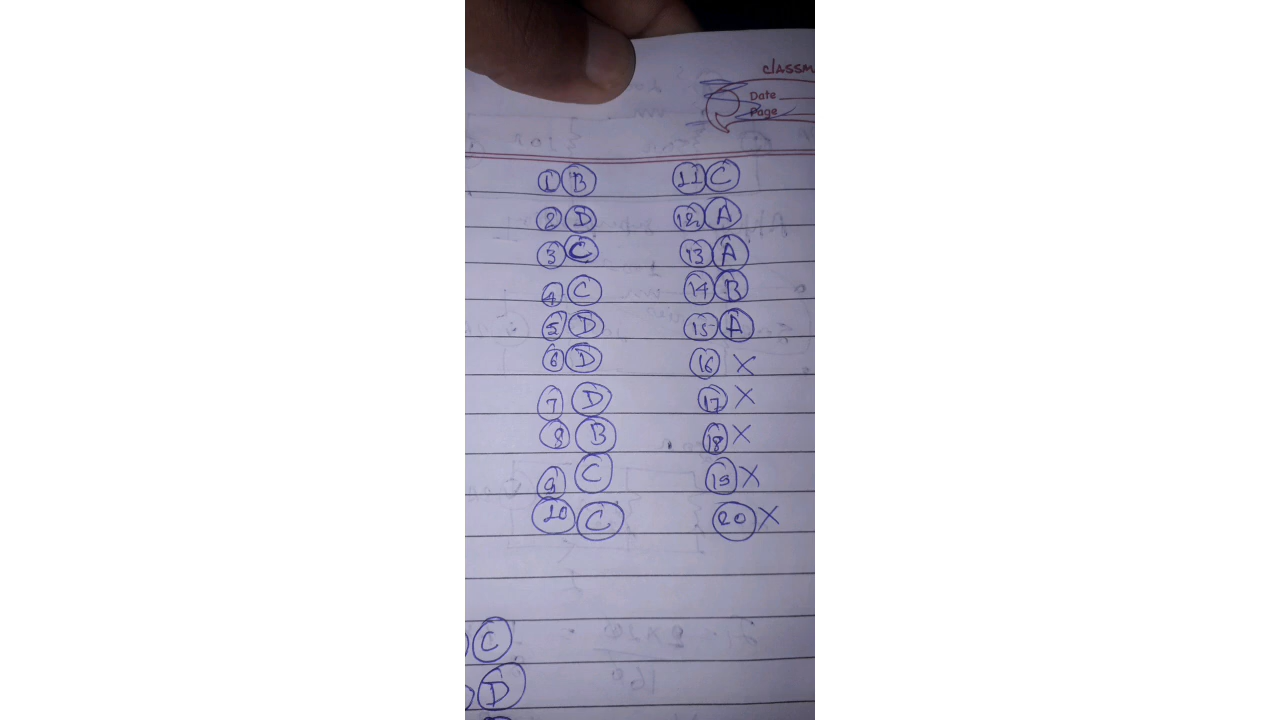 classm
Date
Page
1 B 11 C
2 D 12 A
3 C 13 A
4 C 14 B
5 D 15 A
6 D 16 X
7 D 17 X
8 B 18 X
9 C 19 X
10 C 20 X
C
D